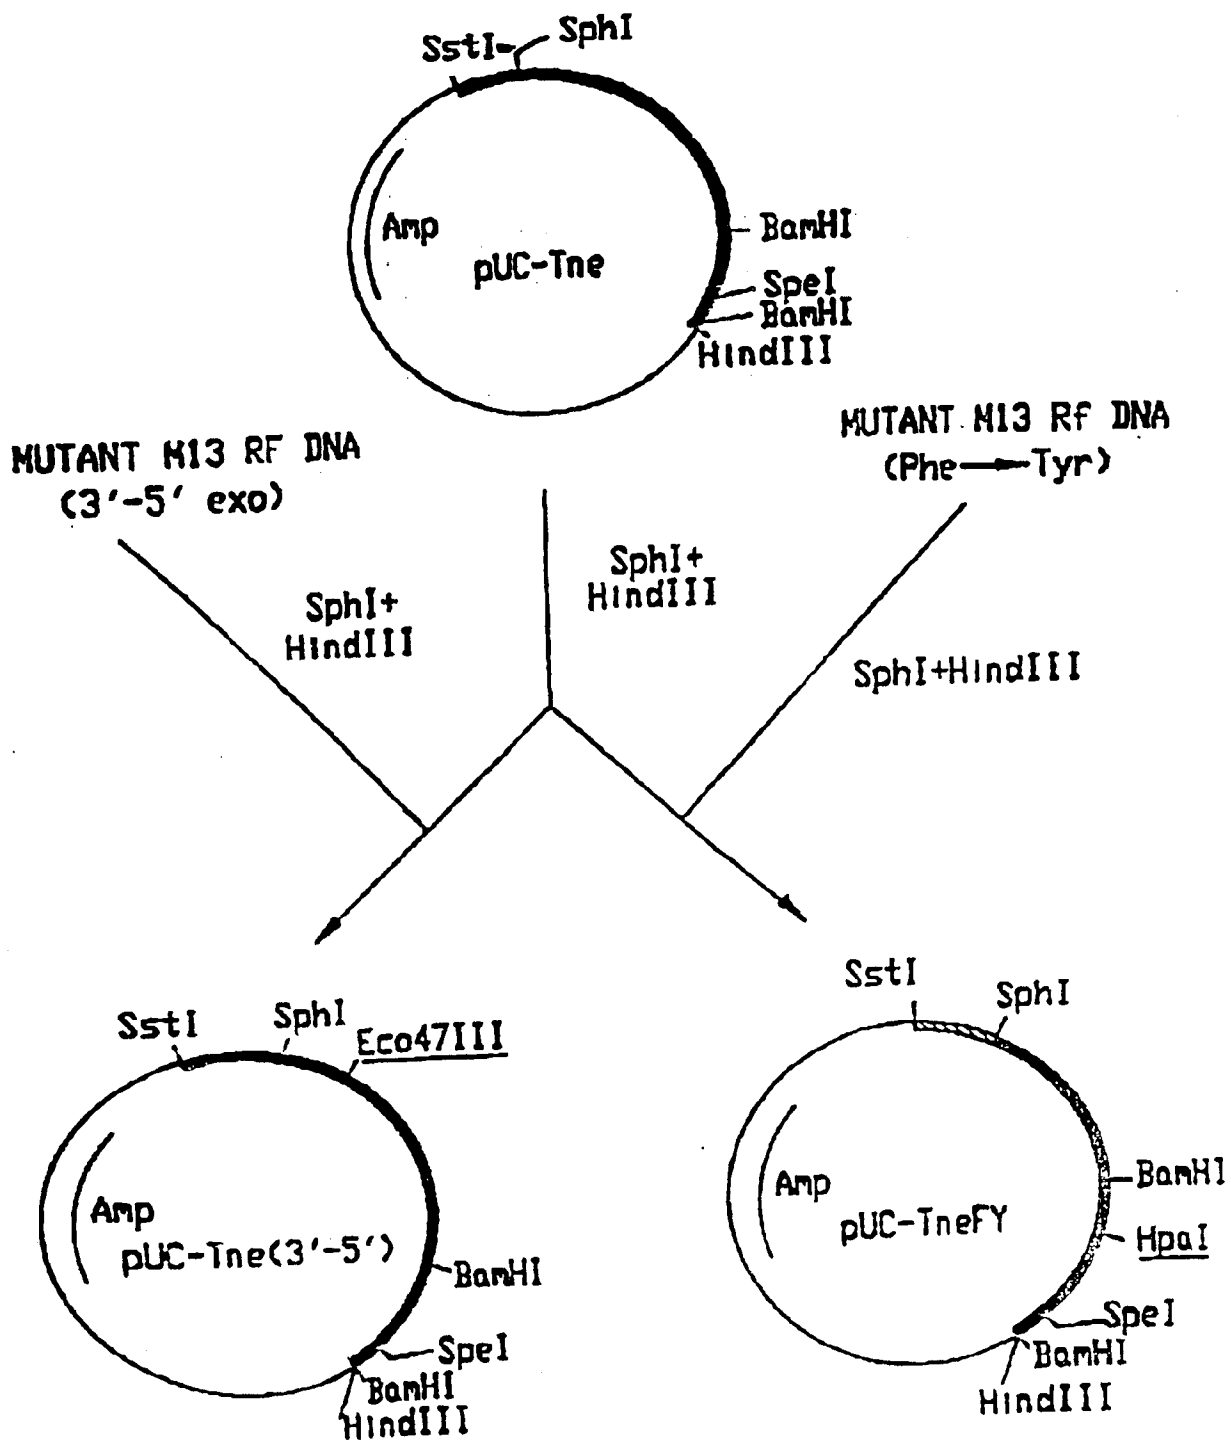 SstI
SphI
Amp
pUC-Tne
BamHI
SpeI
BamHI
HindIII
MUTANT M13 RF DNA
(3'-5' exo)
MUTANT M13 Rf DNA
(Phe→Tyr)
SphI+
HindIII
SphI+
HindIII
SphI+HindIII
SstI
SphI
Eco47III
Amp
pUC-Tne(3'-5')
BamHI
SpeI
BamHI
HindIII
SstI
SphI
Amp
pUC-TneFY
BamHI
HpaI
SpeI
BamHI
HindIII